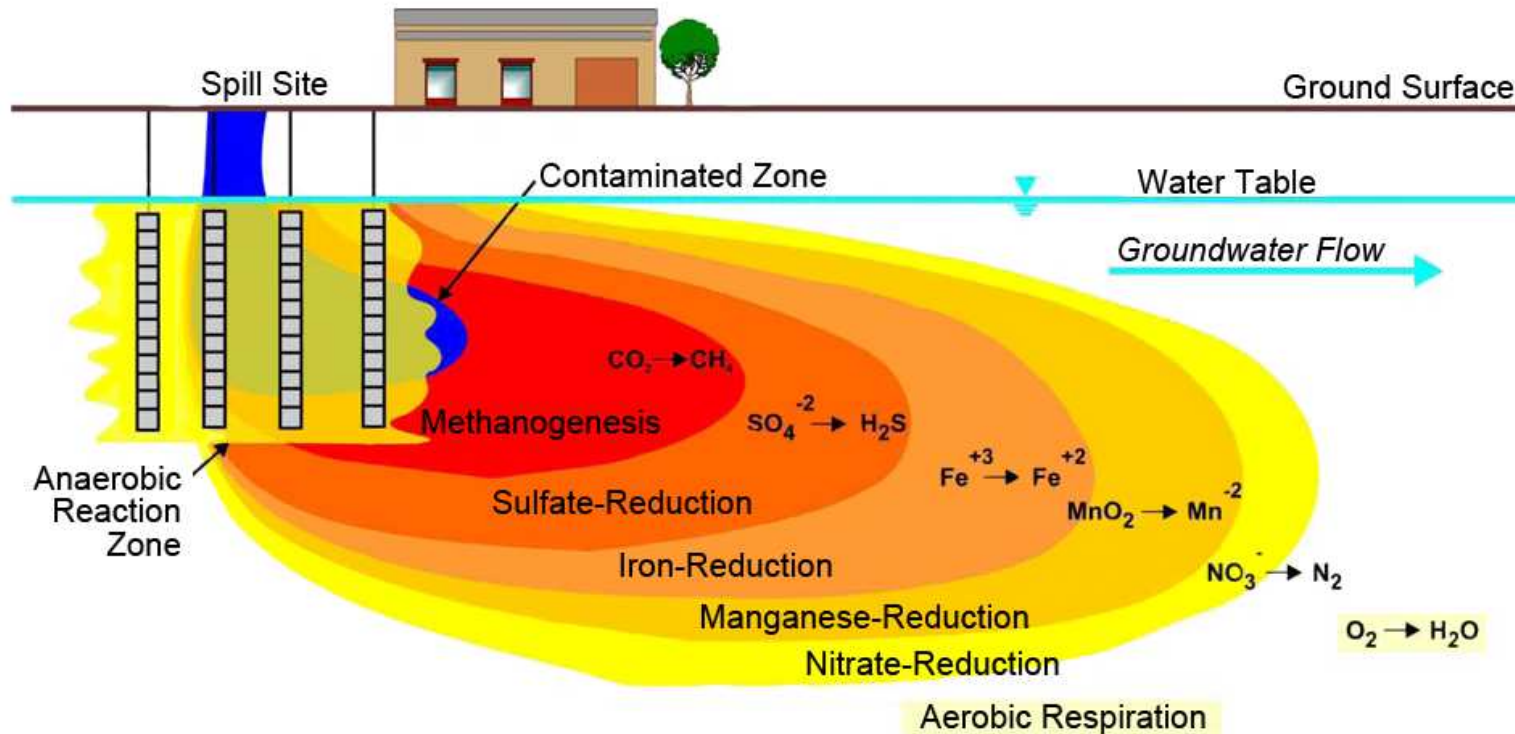 Spill Site
Ground Surface
Contaminated Zone
Water Table
Groundwater Flow
CO₂→CH₄
Methanogenesis
SO₄⁻²→H₂S
Anaerobic
Reaction
Zone
Sulfate-Reduction
Fe⁺³→Fe⁺²
MnO₂→Mn⁻²
Iron-Reduction
NO₃⁻→N₂
Manganese-Reduction
O₂→H₂O
Nitrate-Reduction
Aerobic Respiration